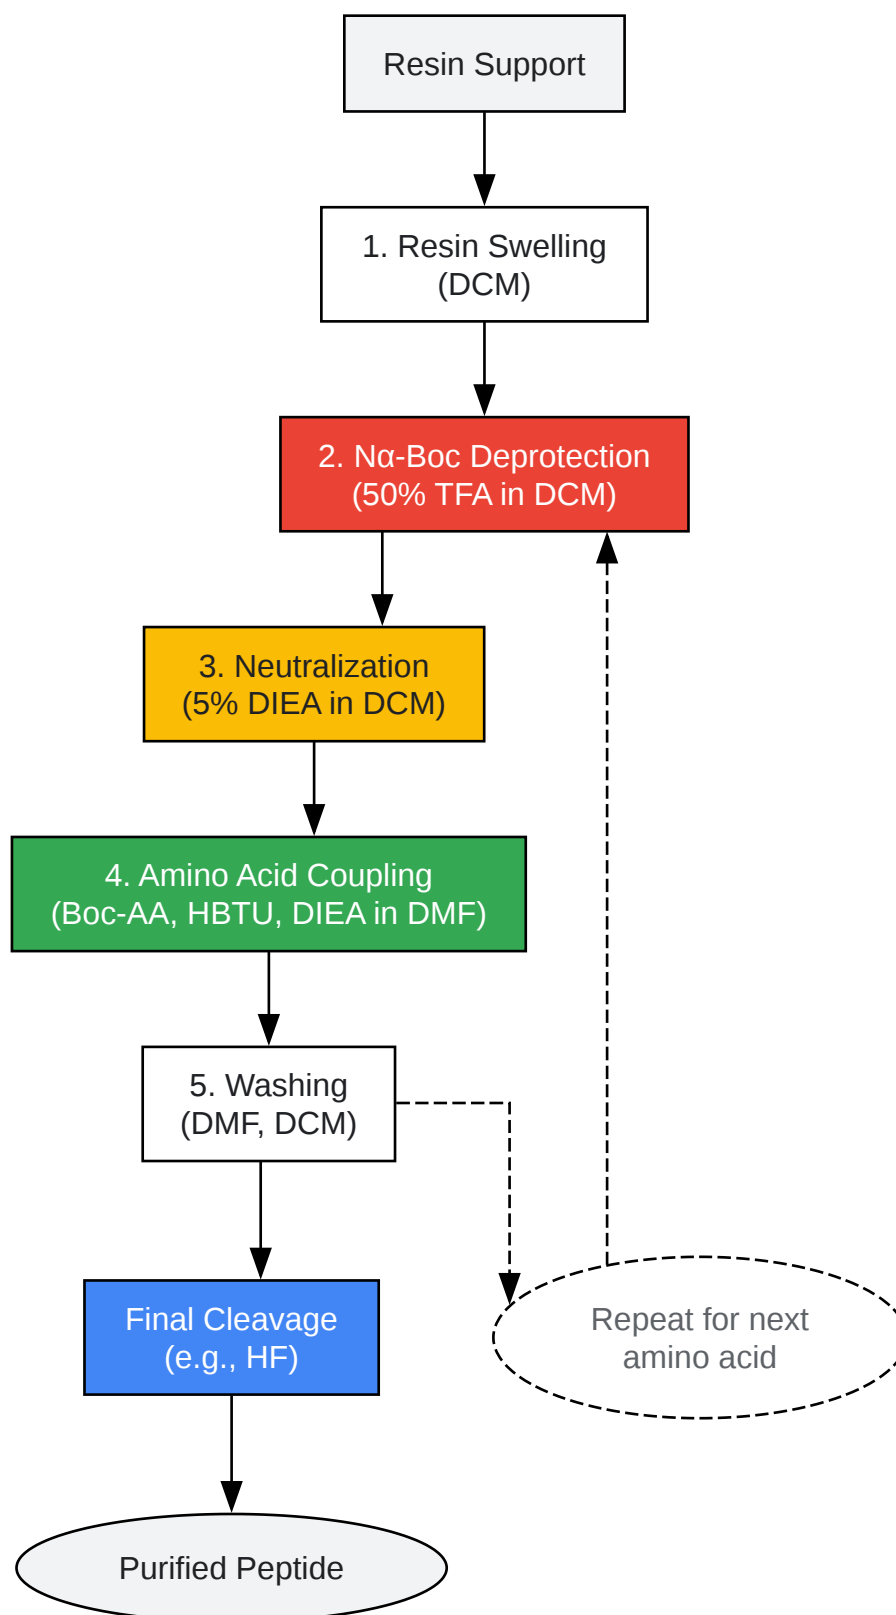 Resin Support
1. Resin Swelling
(DCM)
2. Nα-Boc Deprotection
(50% TFA in DCM)
3. Neutralization
(5% DIEA in DCM)
4. Amino Acid Coupling
(Boc-AA, HBTU, DIEA in DMF)
5. Washing
(DMF, DCM)
Final Cleavage
(e.g., HF)
Repeat for next
amino acid
Purified Peptide